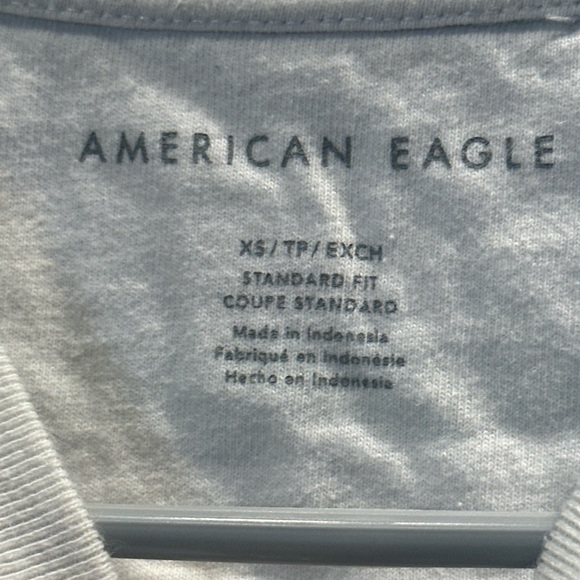 AMERICAN EAGLE
XS/TP/EXCH
STANDARD FIT
COUPE STANDARD
Made in Indonesia
Fabriqué en Indonésie
Hecho en Indonesia